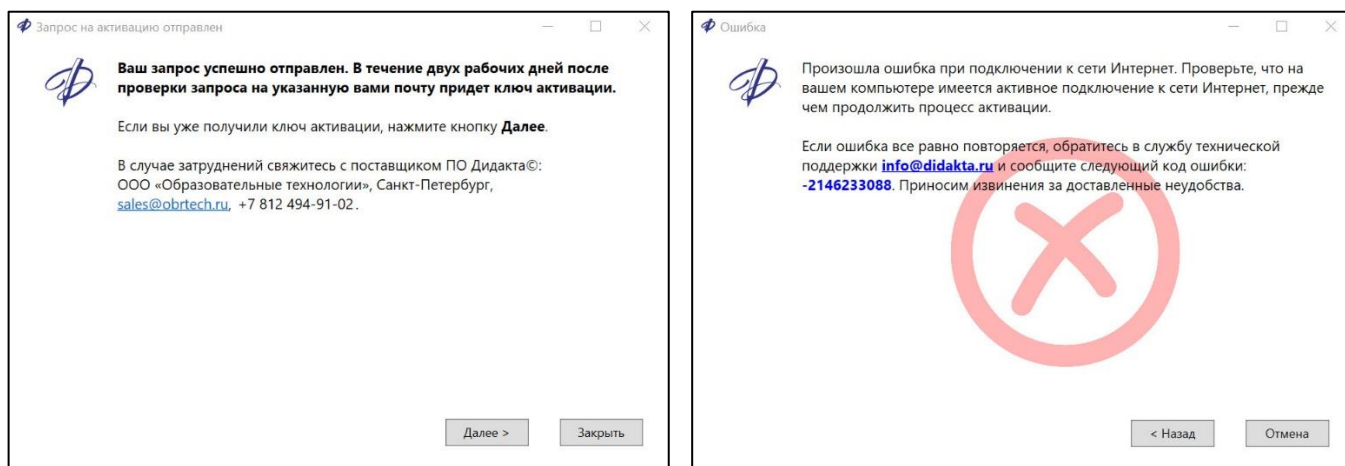 Запрос на активацию отправлен
Ваш запрос успешно отправлен. В течение двух рабочих дней после
проверки запроса на указанную вами почту придет ключ активации.
Если вы уже получили ключ активации, нажмите кнопку Далее.
В случае затруднений свяжитесь с поставщиком ПО Дидакта©:
ООО «Образовательные технологии», Санкт-Петербург,
sales@obrtech.ru, +7 812 494-91-02.
Далее >
Закрыть
Ошибка
Произошла ошибка при подключении к сети Интернет. Проверьте, что на
вашем компьютере имеется активное подключение к сети Интернет, прежде
чем продолжить процесс активации.
Если ошибка все равно повторяется, обратитесь в службу технической
поддержки info@didakta.ru и сообщите следующий код ошибки:
-2146233088. Приносим извинения за доставленные неудобства.
< Назад
Отмена